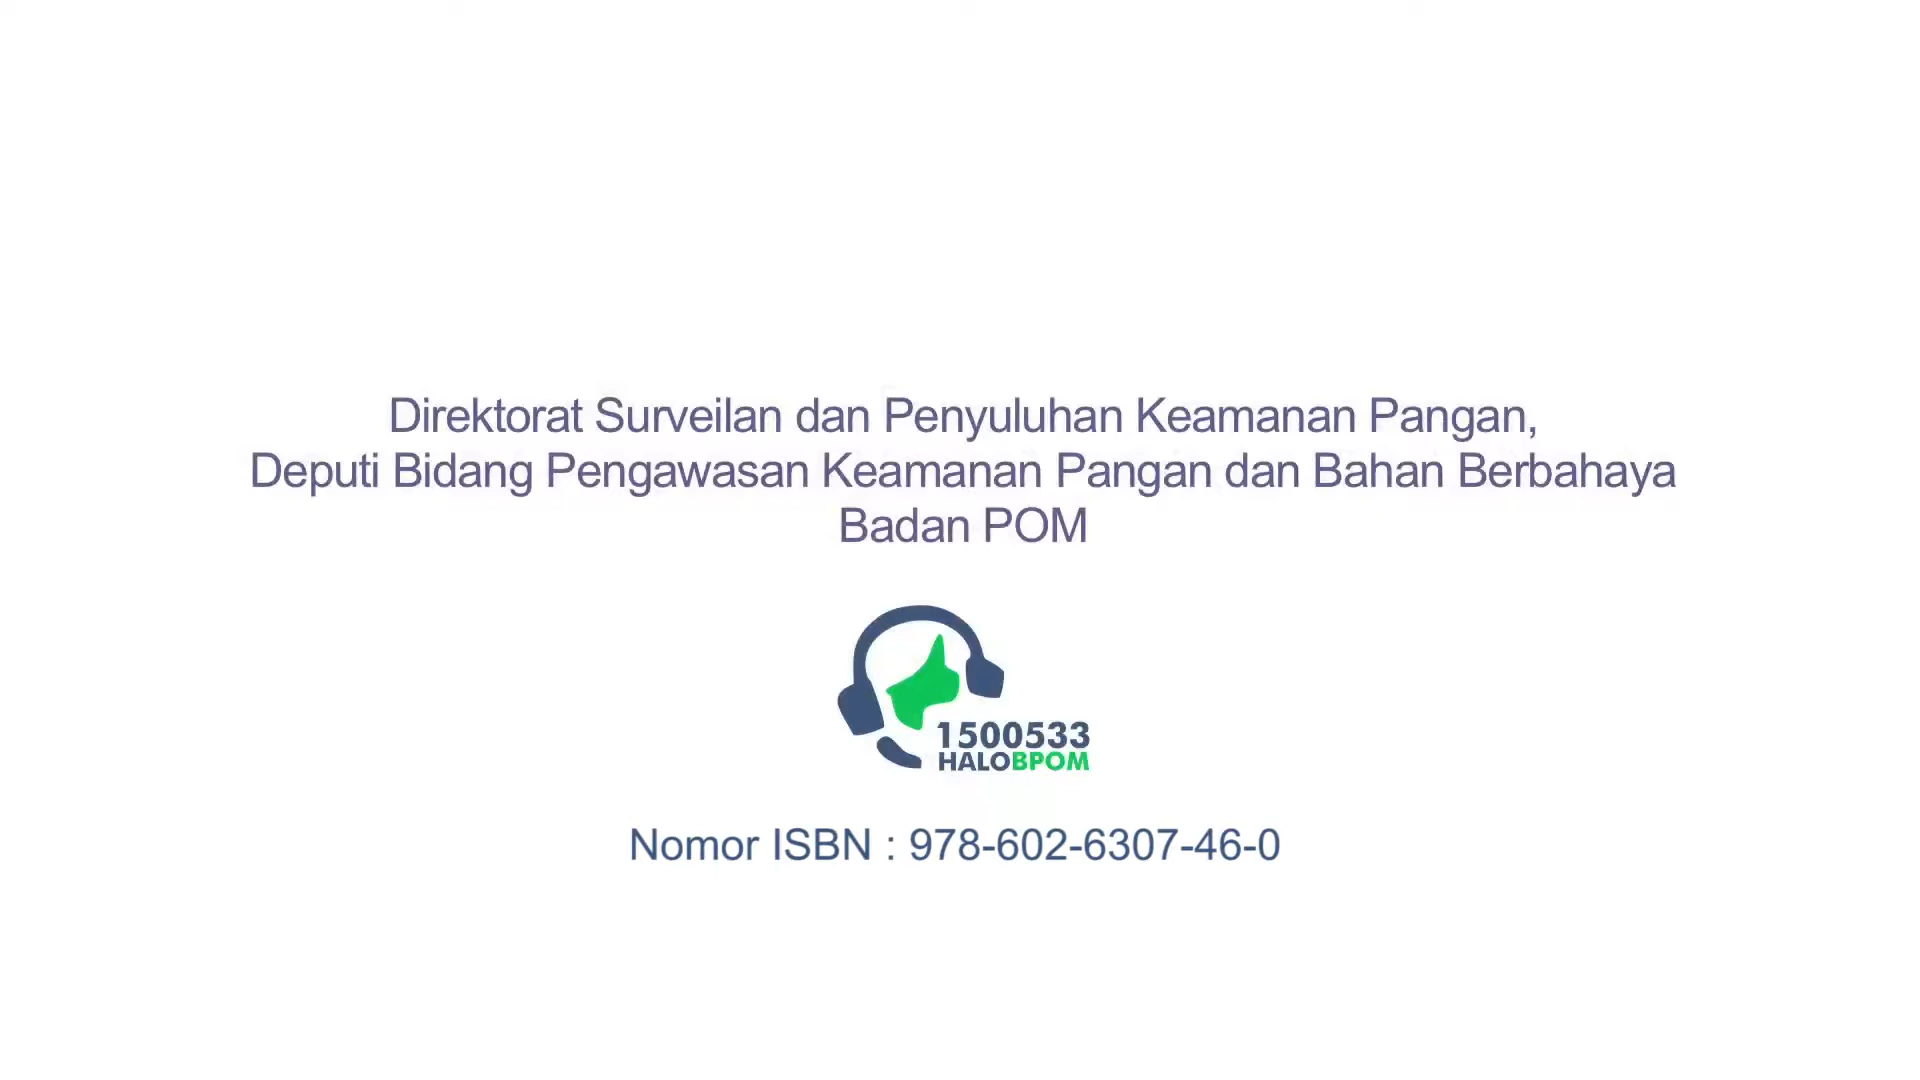 Direktorat Surveilan dan Penyuluhan Keamanan Pangan,
Deputi Bidang Pengawasan Keamanan Pangan dan Bahan Berbahaya
Badan POM
1500533
HALOBPOM
Nomor ISBN : 978-602-6307-46-0